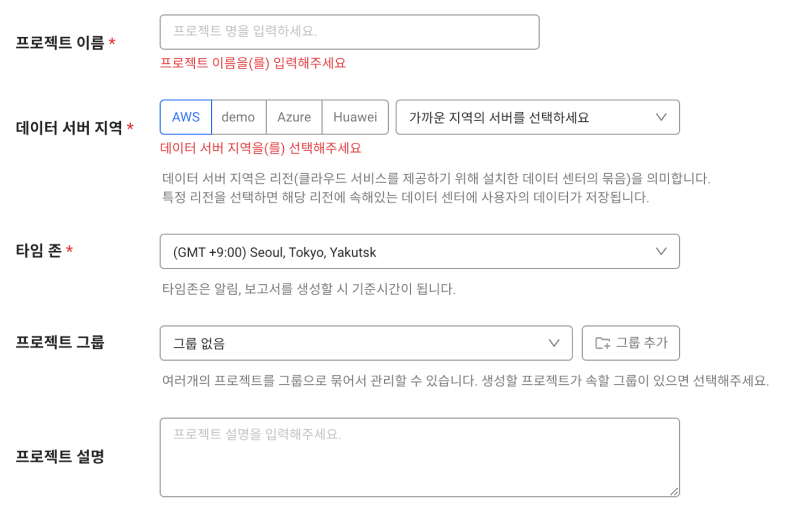 프로젝트 이름 *
프로젝트 명을 입력하세요.
프로젝트 이름을(를) 입력해주세요
데이터 서버 지역 *
AWS demo Azure Huawei 가까운 지역의 서버를 선택하세요
데이터 서버 지역을(를) 선택해주세요
데이터 서버 지역은 리전(클라우드 서비스를 제공하기 위해 설치한 데이터 센터의 묶음)을 의미합니다.
특정 리전을 선택하면 해당 리전에 속해있는 데이터 센터에 사용자의 데이터가 저장됩니다.
타임 존 *
(GMT +9:00) Seoul, Tokyo, Yakutsk
타임존은 알림, 보고서를 생성할 시 기준시간이 됩니다.
프로젝트 그룹
그룹 없음
그룹 추가
여러개의 프로젝트를 그룹으로 묶어서 관리할 수 있습니다. 생성할 프로젝트가 속할 그룹이 있으면 선택해주세요.
프로젝트 설명
프로젝트 설명을 입력해주세요.